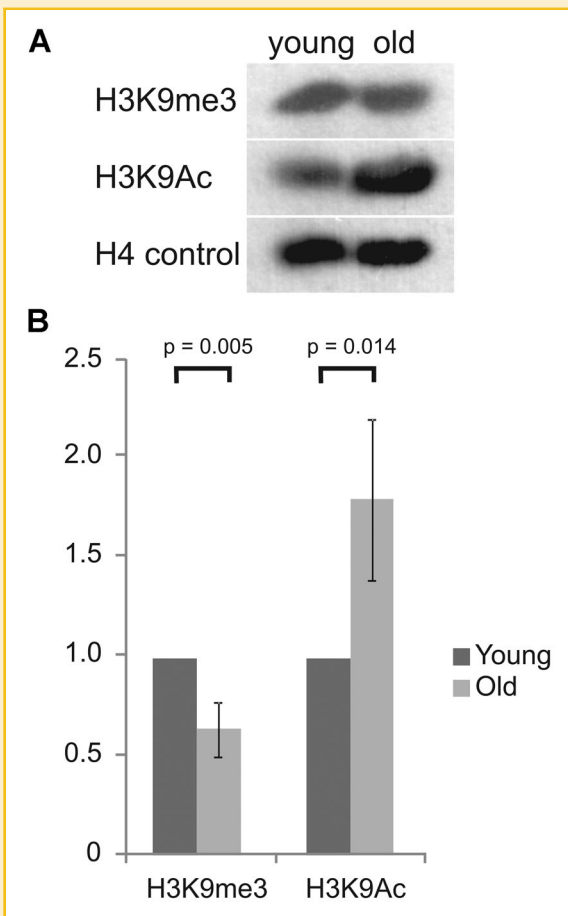 A
young old
H3K9me3
H3K9Ac
H4 control
B
p = 0.005 p = 0.014
2.5
2.0
1.5
1.0
0.5
0
Young
Old
H3K9me3 H3K9Ac